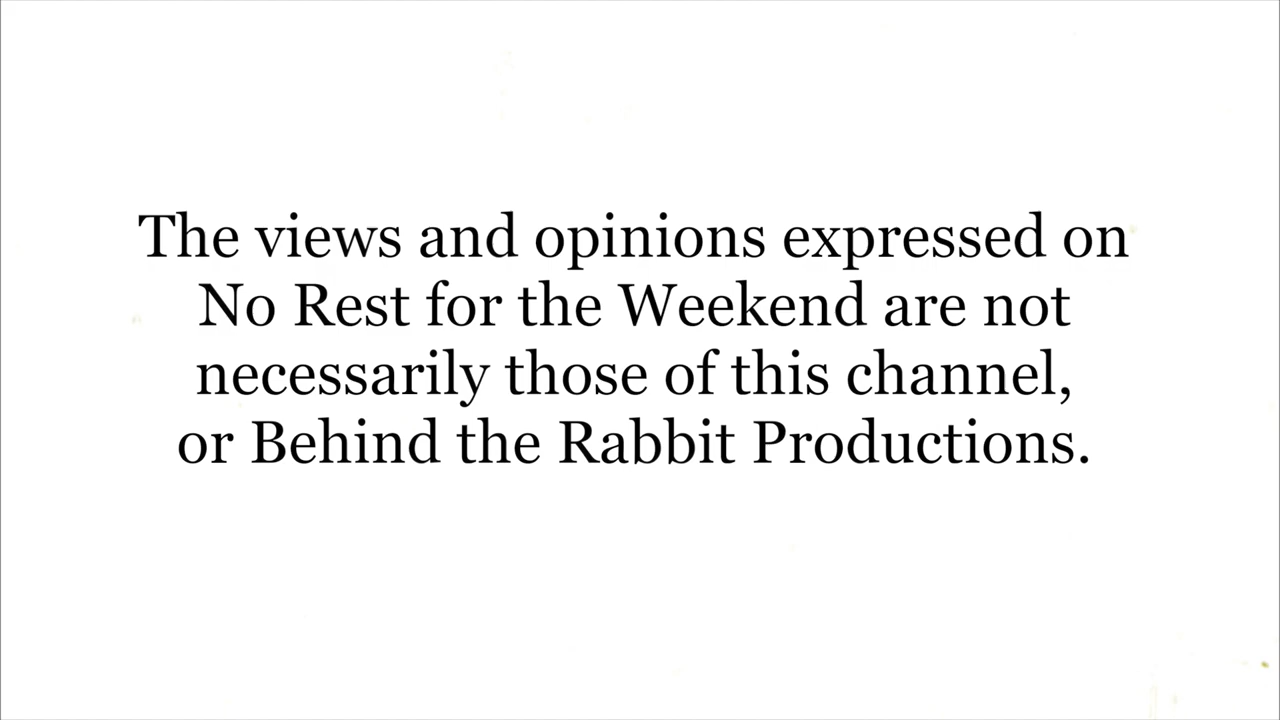 The views and opinions expressed on
No Rest for the Weekend are not
necessarily those of this channel,
or Behind the Rabbit Productions.